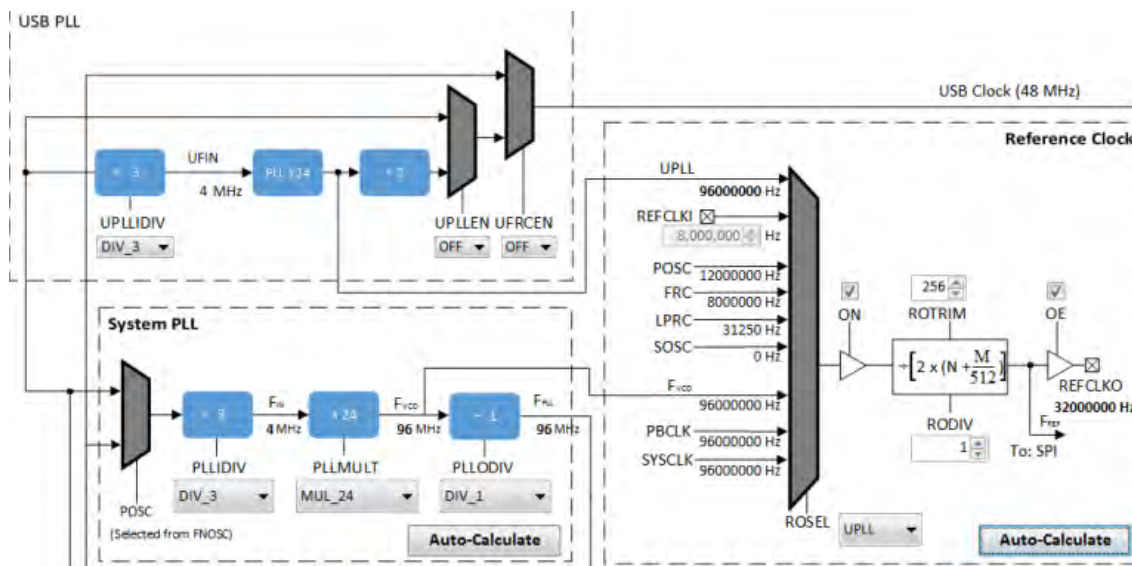 USB PLL
USB Clock (48 MHz)
Reference Clock
÷ 3
UFIN
4 MHz
PLL x24
UPLLIDIV
DIV_3
UPLLEN
UFRCEN
OFF
OFF
UPLL
96000000 Hz
REFCLKI
8,000,000
Hz
POSC
12000000 Hz
FRC
8000000 Hz
LPRC
31250 Hz
SOSC
0 Hz
FVCO
96000000 Hz
PBCLK
96000000 Hz
SYSCLK
96000000 Hz
ROSEL
UPLL
ON
256
ROTRIM
OE
÷[2 x (N + M/512)]
REFCLKO
32000000 Hz
FREF
To: SPI
RODIV
1
Auto-Calculate
System PLL
÷ 3
FIN
4 MHz
x24
FVCO
96 MHz
÷ 1
FPLL
96 MHz
PLLIDIV
PLLMULT
PLLODIV
DIV_3
MUL_24
DIV_1
POSC
(Selected from FNOSC)
Auto-Calculate